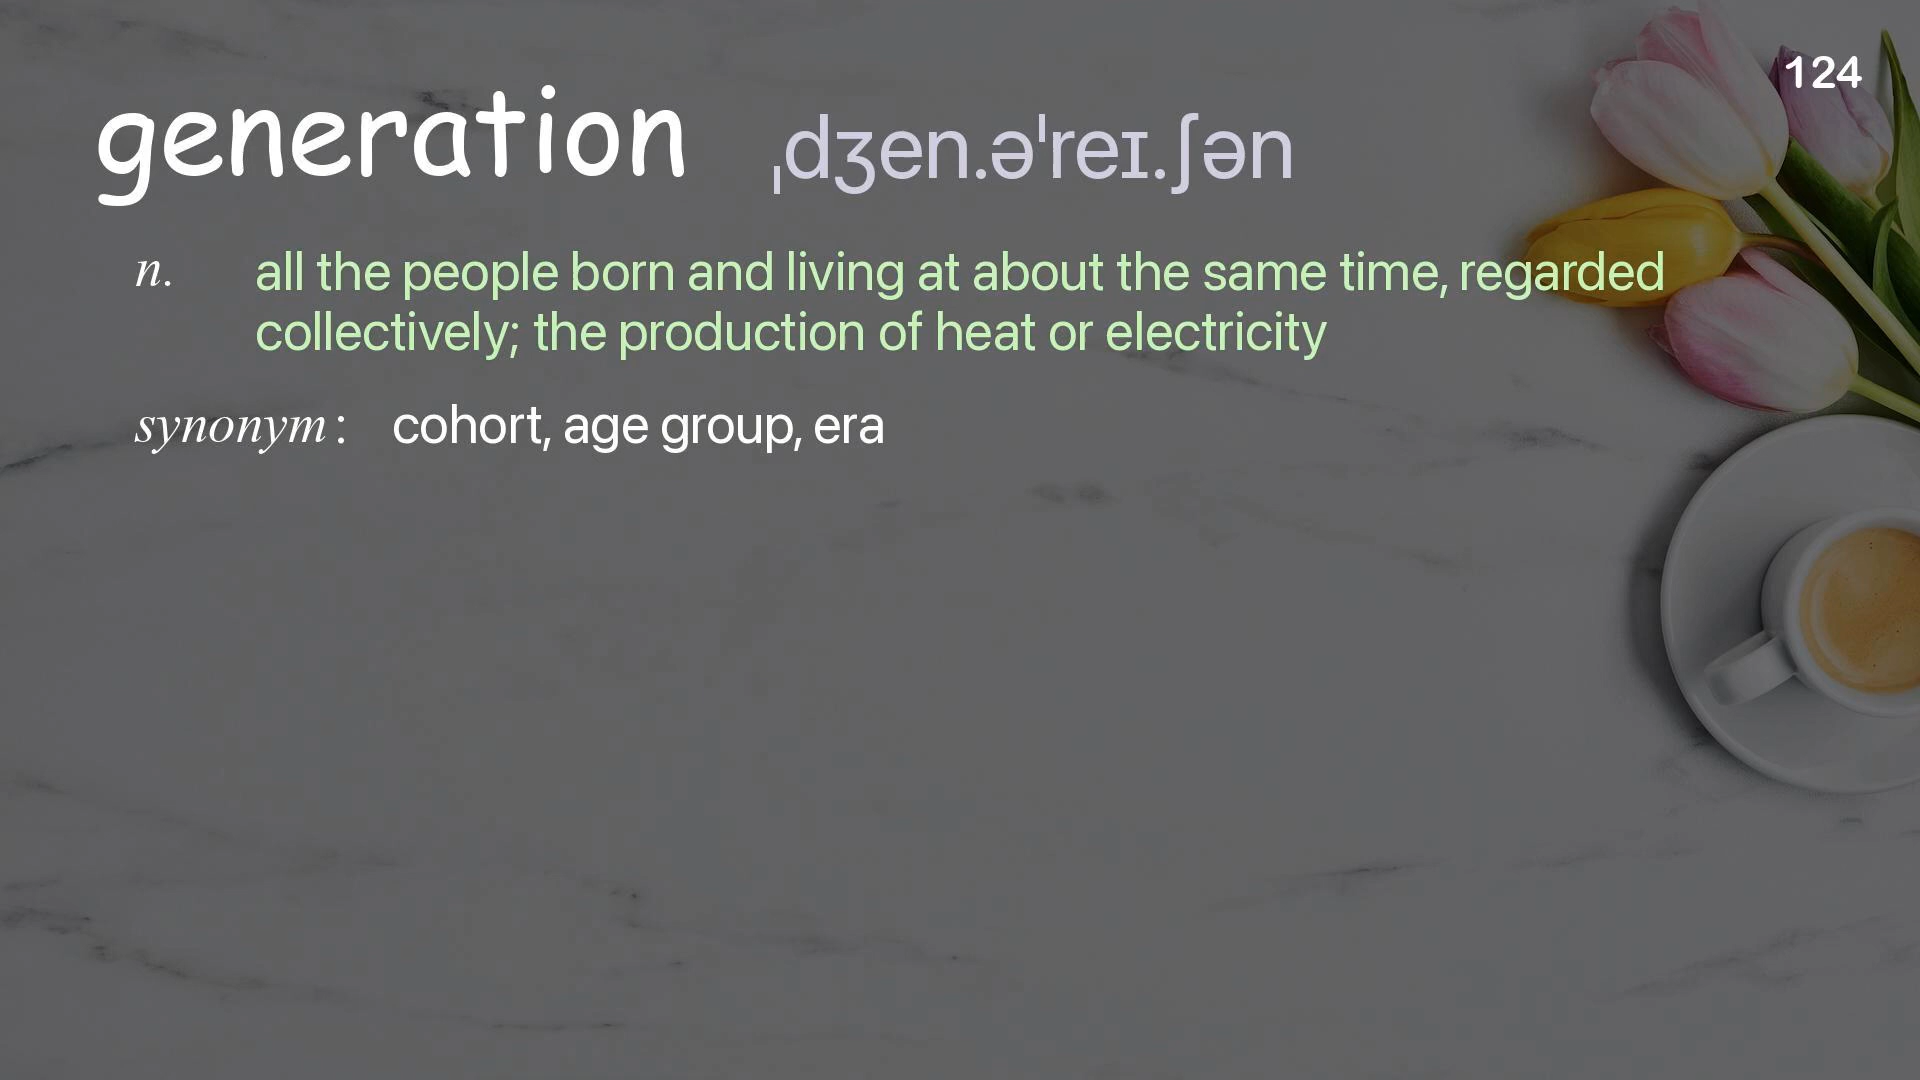 124
generation ˌdʒen.əˈreɪ.ʃən
n. all the people born and living at about the same time, regarded
collectively; the production of heat or electricity
synonym : cohort, age group, era